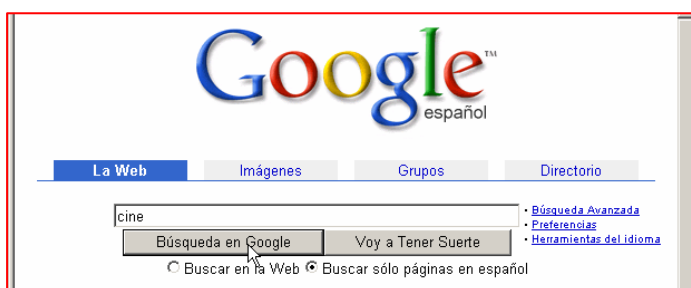 Google™
español
La Web Imágenes Grupos Directorio
cine
· Búsqueda Avanzada
· Preferencias
· Herramientas del idioma
Búsqueda en Google Voy a Tener Suerte
Buscar en la Web Buscar sólo páginas en español